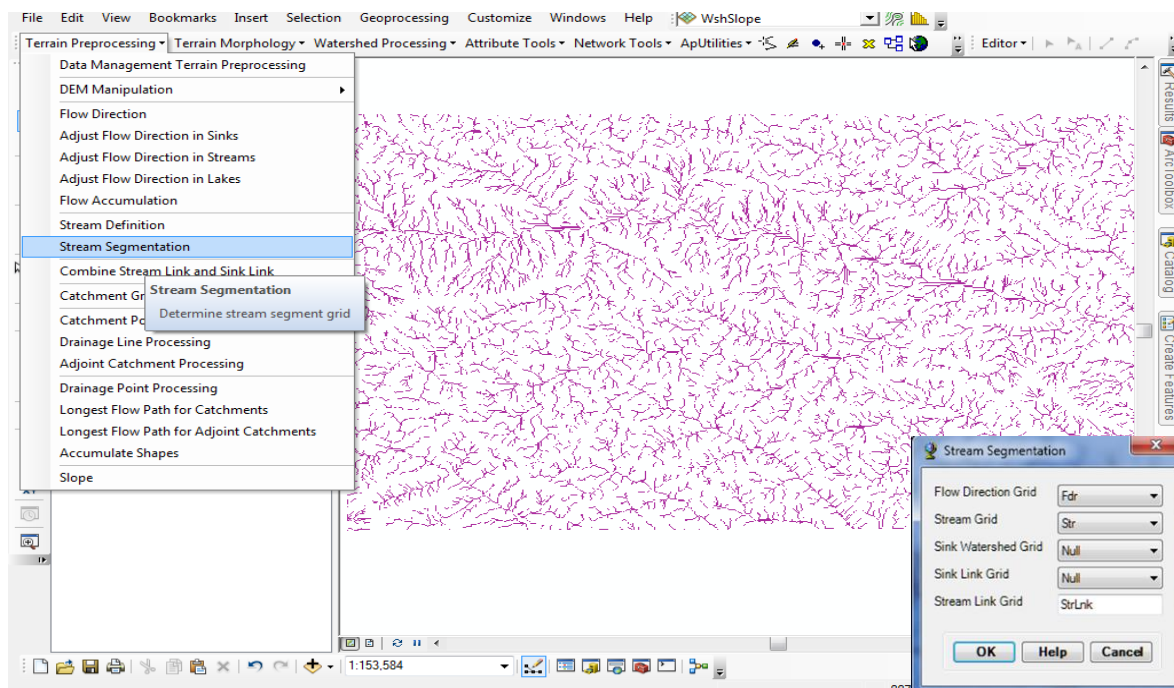 File Edit View Bookmarks Insert Selection Geoprocessing Customize Windows Help WshSlope
Terrain Preprocessing Terrain Morphology Watershed Processing Attribute Tools Network Tools ApUtilities Editor
Data Management Terrain Preprocessing
DEM Manipulation
Flow Direction
Adjust Flow Direction in Sinks
Adjust Flow Direction in Streams
Adjust Flow Direction in Lakes
Flow Accumulation
Stream Definition
Stream Segmentation
Combine Stream Link and Sink Link
Catchment Gr
Stream Segmentation
Determine stream segment grid
Catchment Po
Drainage Line Processing
Adjoint Catchment Processing
Drainage Point Processing
Longest Flow Path for Catchments
Longest Flow Path for Adjoint Catchments
Accumulate Shapes
Slope
Results
ArcToolbox
Catalog
Create Features
Stream Segmentation
Flow Direction Grid Fdr
Stream Grid Str
Sink Watershed Grid Null
Sink Link Grid Null
Stream Link Grid StrLnk
OK Help Cancel
1:153,584